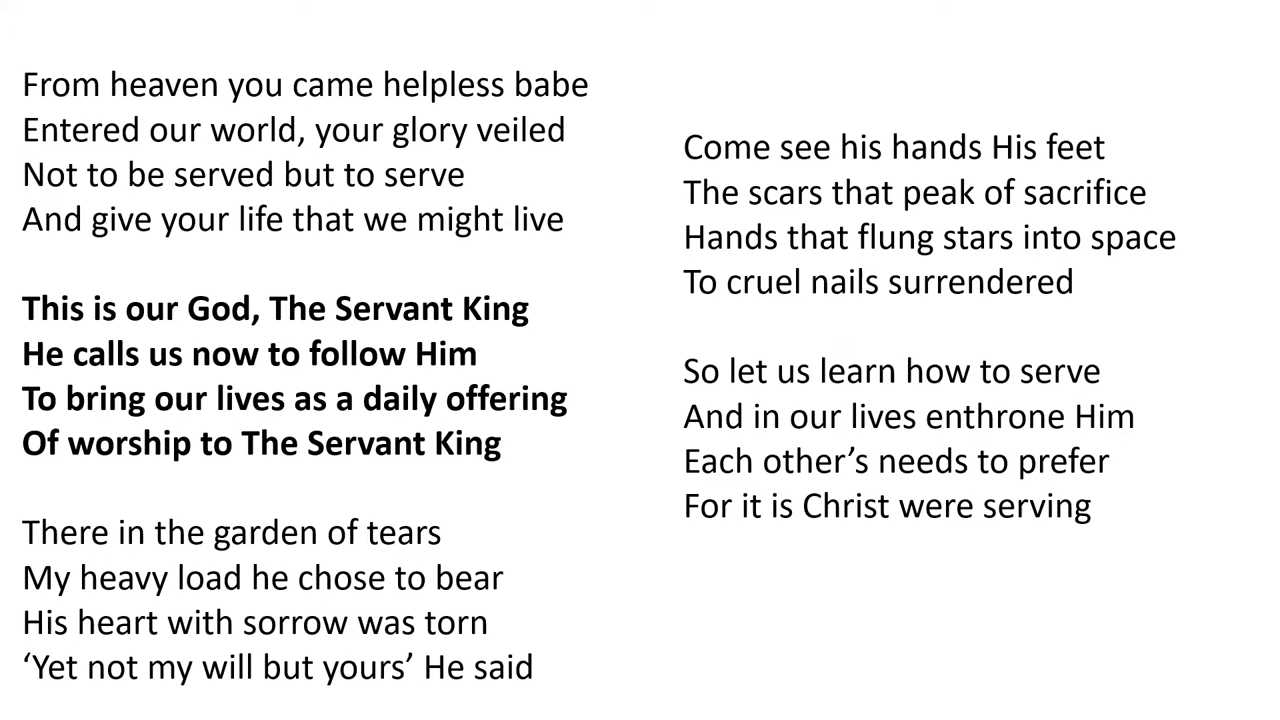 From heaven you came helpless babe
Entered our world, your glory veiled
Not to be served but to serve
And give your life that we might live
This is our God, The Servant King
He calls us now to follow Him
To bring our lives as a daily offering
Of worship to The Servant King
There in the garden of tears
My heavy load he chose to bear
His heart with sorrow was torn
‘Yet not my will but yours’ He said
Come see his hands His feet
The scars that peak of sacrifice
Hands that flung stars into space
To cruel nails surrendered
So let us learn how to serve
And in our lives enthrone Him
Each other’s needs to prefer
For it is Christ were serving